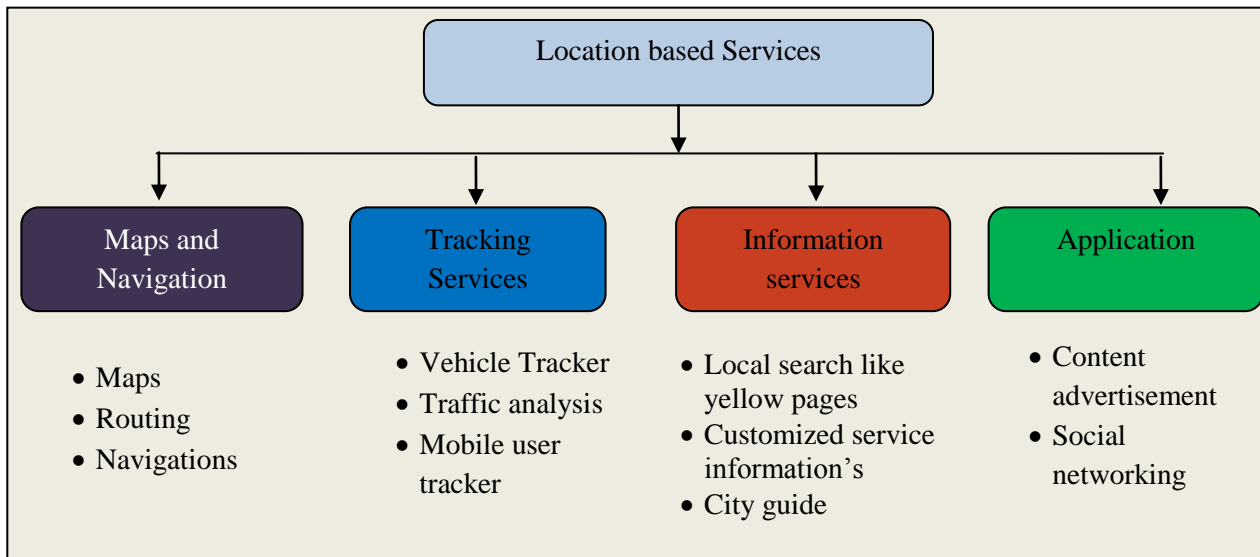 Location based Services
Maps and
Navigation
Tracking
Services
Information
services
Application
• Maps
• Routing
• Navigations
• Vehicle Tracker
• Traffic analysis
• Mobile user
tracker
• Local search like
yellow pages
• Customized service
information's
• City guide
• Content
advertisement
• Social
networking